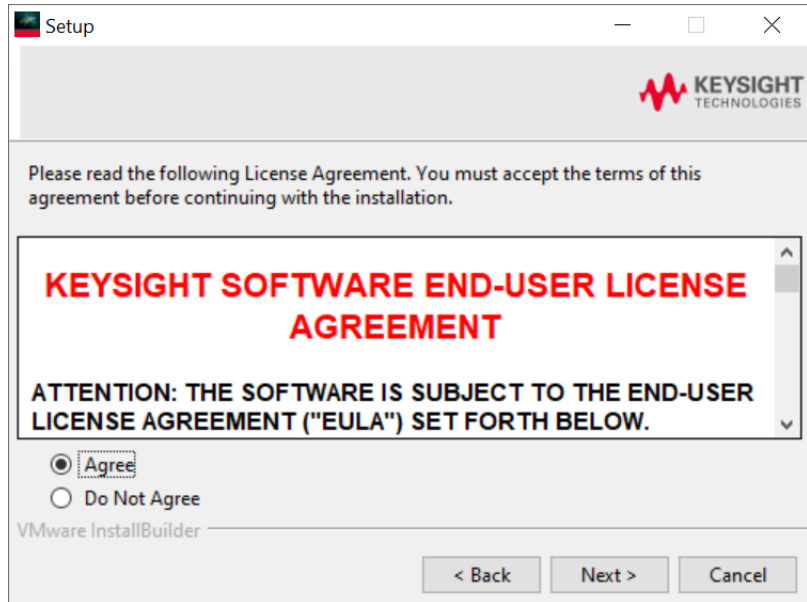 Setup
KEYSIGHT
TECHNOLOGIES
Please read the following License Agreement. You must accept the terms of this
agreement before continuing with the installation.
KEYSIGHT SOFTWARE END-USER LICENSE
AGREEMENT
ATTENTION: THE SOFTWARE IS SUBJECT TO THE END-USER
LICENSE AGREEMENT ("EULA") SET FORTH BELOW.
Agree
Do Not Agree
VMware InstallBuilder
< Back Next > Cancel